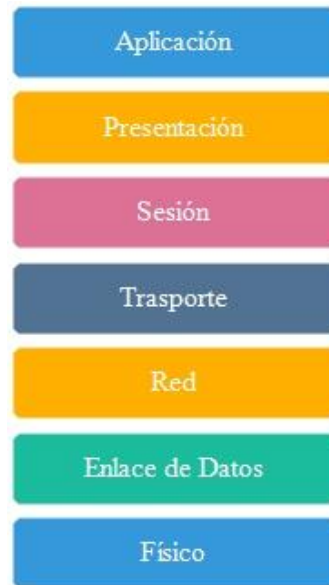 Aplicación
Presentación
Sesión
Trasporte
Red
Enlace de Datos
Físico